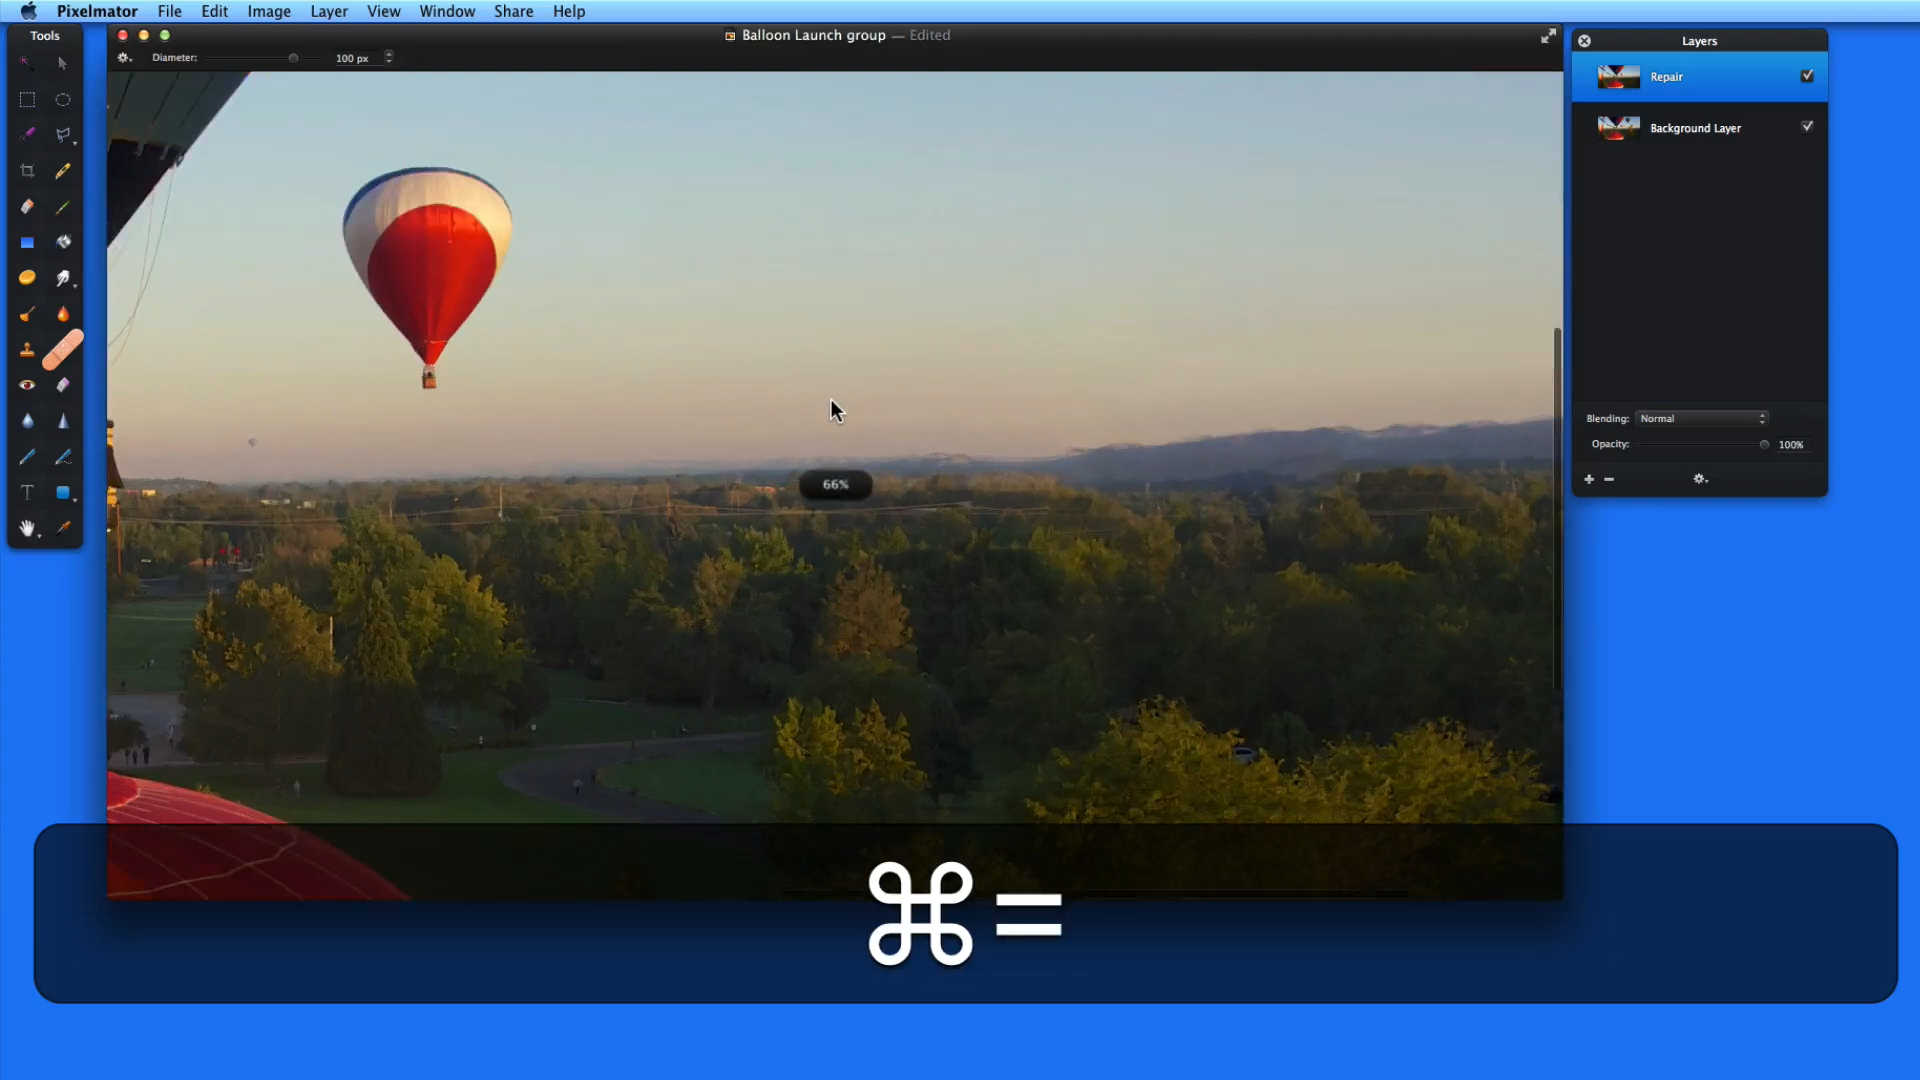 Pixelmator File Edit Image Layer View Window Share Help
Tools
Balloon Launch group — Edited
Diameter: 100 px
Layers
Repair
Background Layer
Blending: Normal
Opacity: 100%
66%
T
⌘=